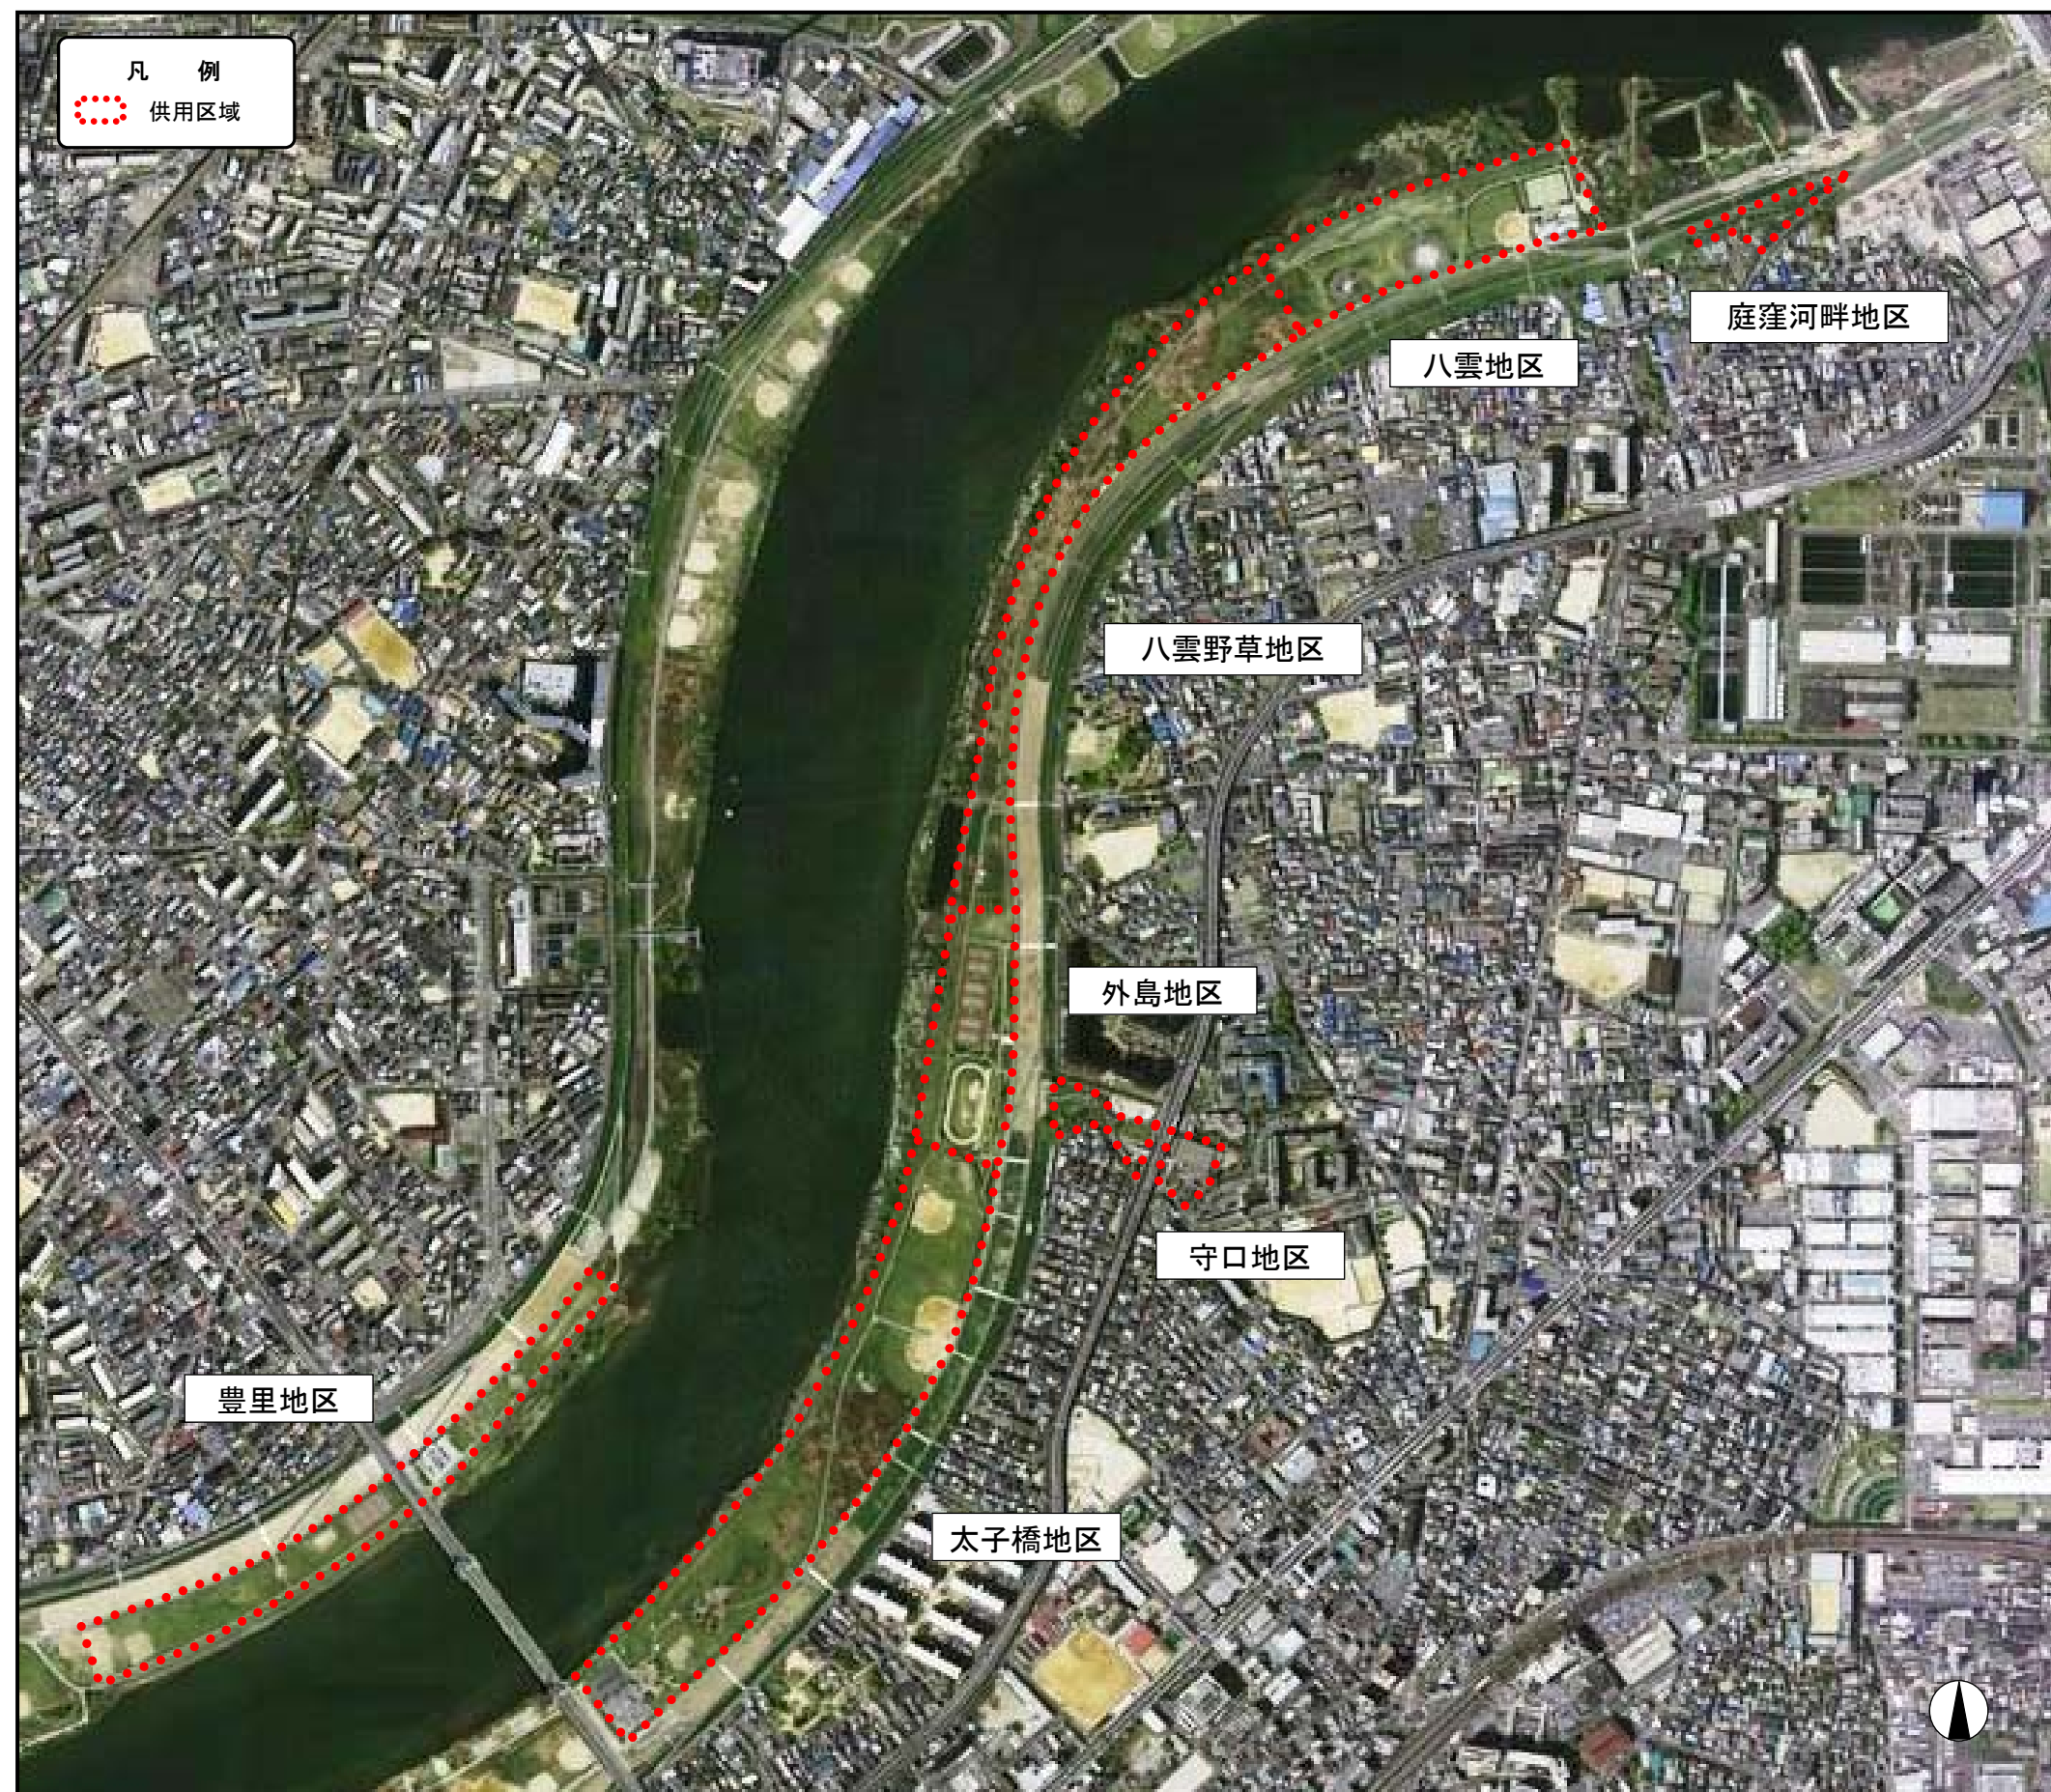 凡　例
供用区域
庭窪河畔地区
八雲地区
八雲野草地区
外島地区
守口地区
豊里地区
太子橋地区